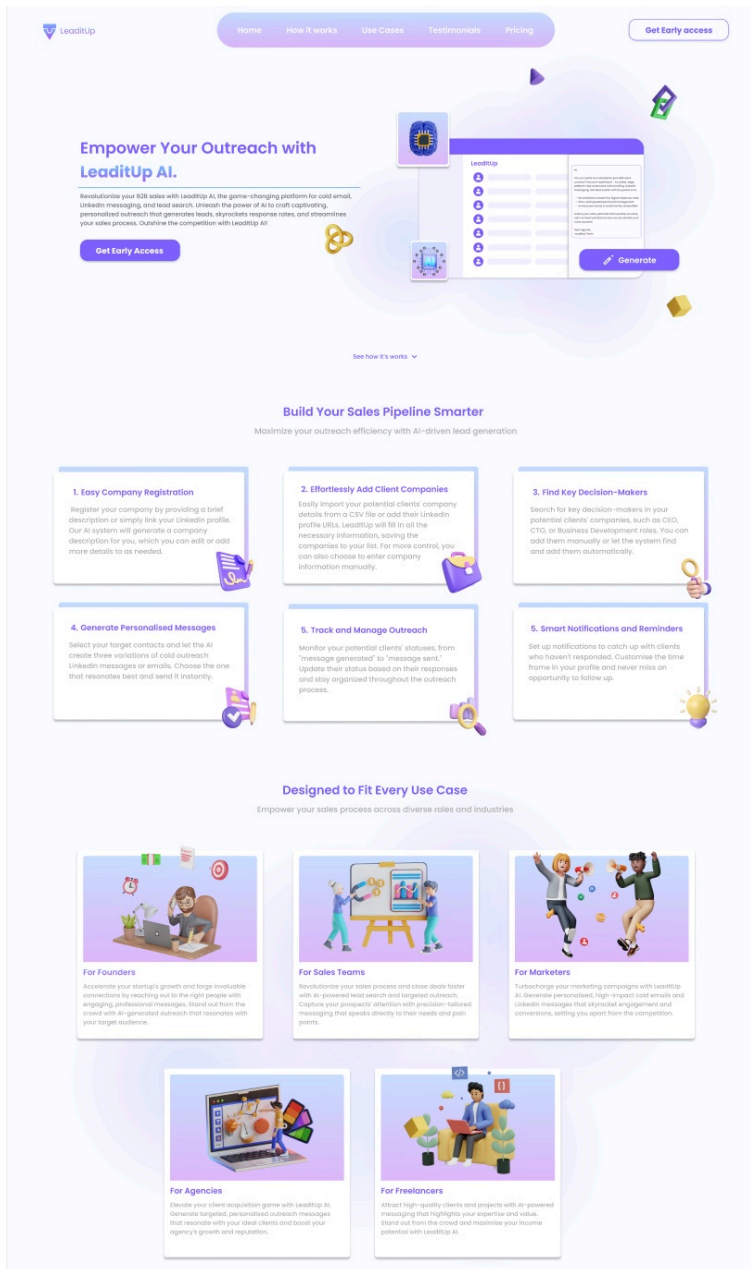 LeaditUp
Home
How it works
Use Cases
Testimonials
Pricing
Get Early access
Empower Your Outreach with
LeaditUp AI.
Revolutionize your B2B sales with LeaditUp AI, the game-changing platform for cold email,
LinkedIn messaging, and lead search. Unleash the power of AI to craft captivating,
personalized outreach that generates leads, skyrockets response rates, and streamlines
your sales process. Outshine the competition with LeaditUp AI!
Get Early Access
LeaditUp
Generate
See how it's works
Build Your Sales Pipeline Smarter
Maximize your outreach efficiency with AI-driven lead generation
1. Easy Company Registration
Register your company by providing a brief
description or simply link your LinkedIn profile.
Our AI system will generate a company
description for you, which you can edit or add
more details to as needed.
2. Effortlessly Add Client Companies
Easily import your potential clients' company
details from a CSV file or add their LinkedIn
profile URLs. LeaditUp will fill in all the
necessary information, saving the
companies to your list. For more control, you
can also choose to enter company
information manually.
3. Find Key Decision-Makers
Search for key decision-makers in your
potential clients' companies, such as CEO,
CTO, or Business Development roles. You can
add them manually or let the system find
and add them automatically.
4. Generate Personalised Messages
Select your target contacts and let the AI
create three variations of cold outreach
LinkedIn messages or emails. Choose the one
that resonates best and send it instantly.
5. Track and Manage Outreach
Monitor your potential clients' statuses, from
"message generated" to "message sent."
Update their status based on their responses
and stay organized throughout the outreach
process.
5. Smart Notifications and Reminders
Set up notifications to catch up with clients
who haven't responded. Customise the time
frame in your profile and never miss an
opportunity to follow up.
Designed to Fit Every Use Case
Empower your sales process across diverse roles and industries
For Founders
Accelerate your startup's growth and forge invaluable
connections by reaching out to the right people with
engaging, professional messages. Stand out from the
crowd with AI-generated outreach that resonates with
your target audience.
For Sales Teams
Revolutionize your sales process and close deals faster
with AI-powered lead search and targeted outreach.
Capture your prospects' attention with precision-tailored
messaging that speaks directly to their needs and pain
points.
For Marketers
Turbocharge your marketing campaigns with LeaditUp
AI. Generate personalised, high-impact cold emails and
LinkedIn messages that skyrocket engagement and
conversions, setting you apart from the competition.
For Agencies
Elevate your client acquisition game with LeaditUp AI.
Generate targeted, personalised outreach messages
that resonate with your ideal clients and boost your
agency's growth and reputation.
For Freelancers
Attract high-quality clients and projects with AI-powered
messaging that highlights your expertise and value.
Stand out from the crowd and maximise your income
potential with LeaditUp AI.